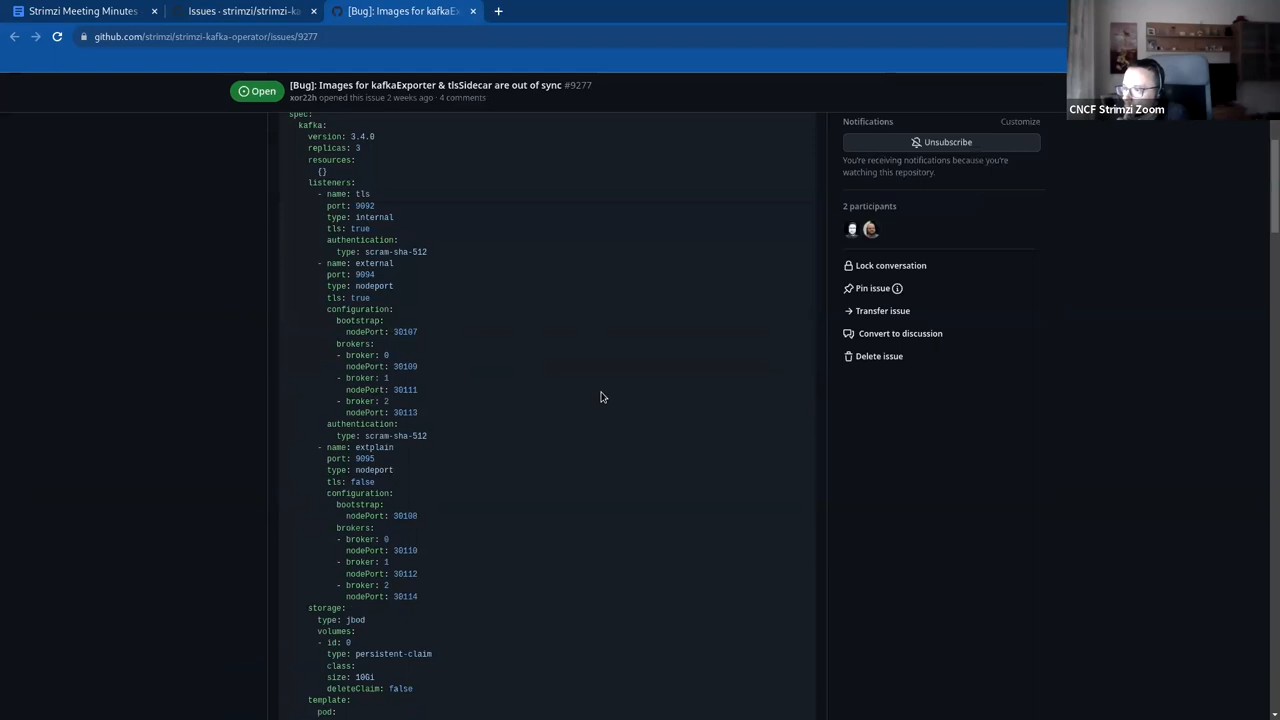 Strimzi Meeting Minutes
Issues · strimzi/strimzi-ka
[Bug]: Images for kafkaEx
github.com/strimzi/strimzi-kafka-operator/issues/9277
CNCF Strimzi Zoom
Open
[Bug]: Images for kafkaExporter & tlsSidecar are out of sync #9277
xor22h opened this issue 2 weeks ago · 4 comments
spec:
kafka:
version: 3.4.0
replicas: 3
resources:
{}
listeners:
- name: tls
port: 9092
type: internal
tls: true
authentication:
type: scram-sha-512
- name: external
port: 9094
type: nodeport
tls: true
configuration:
bootstrap:
nodePort: 30107
brokers:
- broker: 0
nodePort: 30109
- broker: 1
nodePort: 30111
- broker: 2
nodePort: 30113
authentication:
type: scram-sha-512
- name: extplain
port: 9095
type: nodeport
tls: false
configuration:
bootstrap:
nodePort: 30108
brokers:
- broker: 0
nodePort: 30110
- broker: 1
nodePort: 30112
- broker: 2
nodePort: 30114
storage:
type: jbod
volumes:
- id: 0
type: persistent-claim
class:
size: 10Gi
deleteClaim: false
template:
pod:
Notifications
Customize
Unsubscribe
You're receiving notifications because you're
watching this repository.
2 participants
Lock conversation
Pin issue
Transfer issue
Convert to discussion
Delete issue